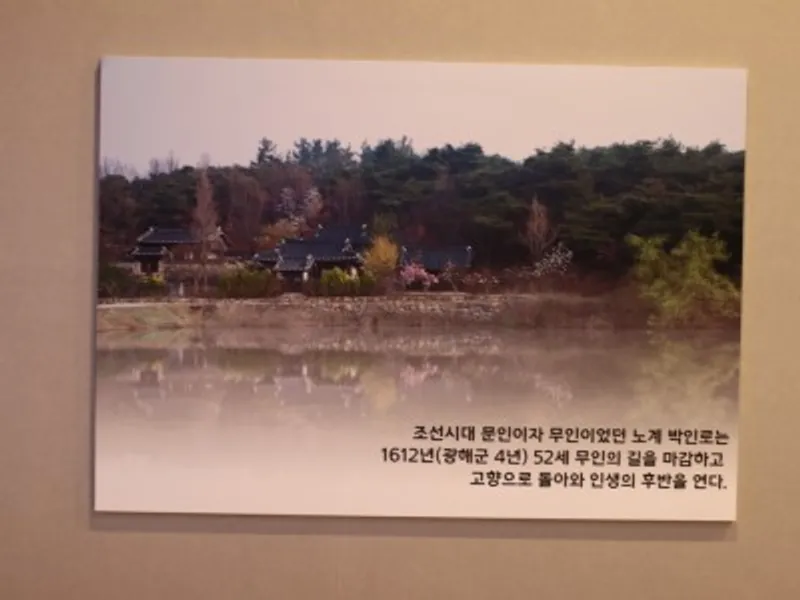 조선시대 문인이자 무인이었던 노계 박인로는
1612년(광해군 4년) 52세 무인의 길을 마감하고
고향으로 돌아와 인생의 후반을 연다.